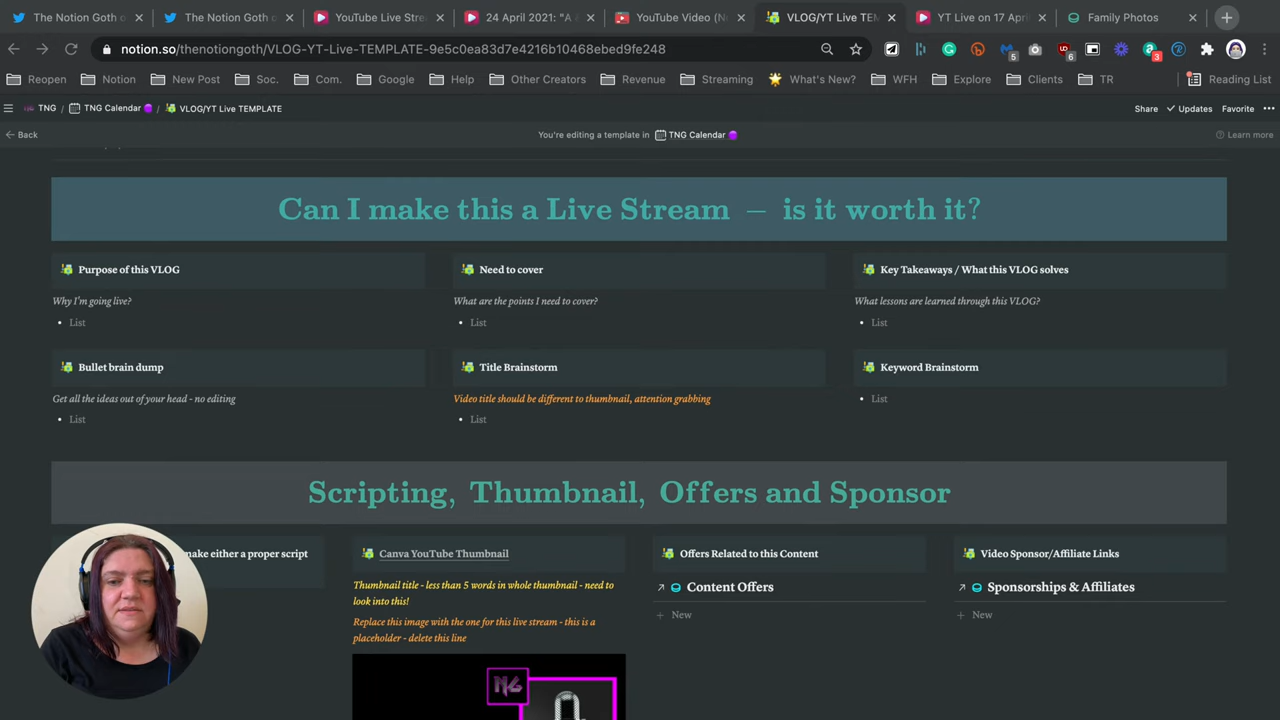 The Notion Goth o
The Notion Goth o
YouTube Live Stre
24 April 2021: "A &
YouTube Video (N
VLOG/YT Live TEM
YT Live on 17 Apri
Family Photos
notion.so/thenotiongoth/VLOG-YT-Live-TEMPLATE-9e5c0ea83d7e4216b10468ebed9fe248
5
6
3
Reopen
Notion
New Post
Soc.
Com.
Google
Help
Other Creators
Revenue
Streaming
What's New?
WFH
Explore
Clients
TR
Reading List
TNG / TNG Calendar / VLOG/YT Live TEMPLATE
Share
Updates
Favorite
Back
You're editing a template in TNG Calendar
Learn more
Can I make this a Live Stream – is it worth it?
Purpose of this VLOG
Need to cover
Key Takeaways / What this VLOG solves
Why I'm going live?
What are the points I need to cover?
What lessons are learned through this VLOG?
• List
• List
• List
Bullet brain dump
Title Brainstorm
Keyword Brainstorm
Get all the ideas out of your head - no editing
Video title should be different to thumbnail, attention grabbing
• List
• List
• List
Scripting, Thumbnail, Offers and Sponsor
make either a proper script
Canva YouTube Thumbnail
Offers Related to this Content
Video Sponsor/Affiliate Links
Thumbnail title - less than 5 words in whole thumbnail - need to
look into this!
Content Offers
Sponsorships & Affiliates
+ New
+ New
Replace this image with the one for this live stream - this is a
placeholder - delete this line
NG